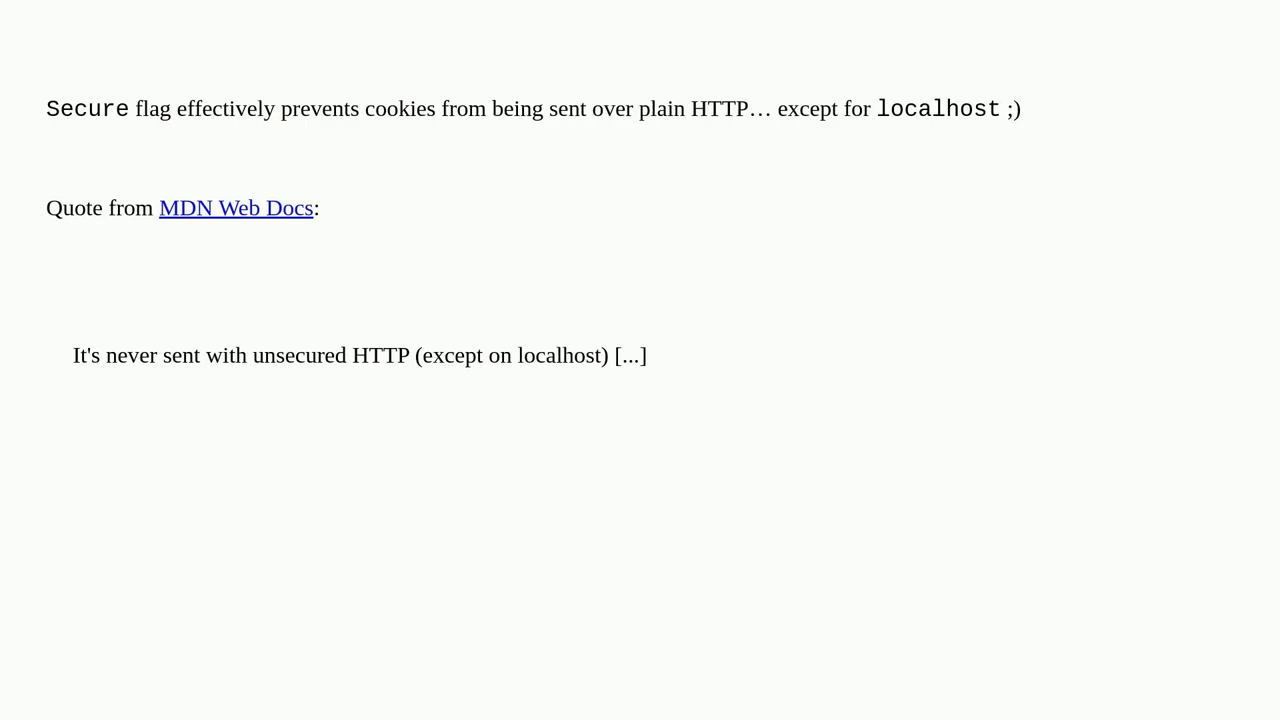 Secure flag effectively prevents cookies from being sent over plain HTTP… except for localhost ;)
Quote from MDN Web Docs:
It's never sent with unsecured HTTP (except on localhost) [...]